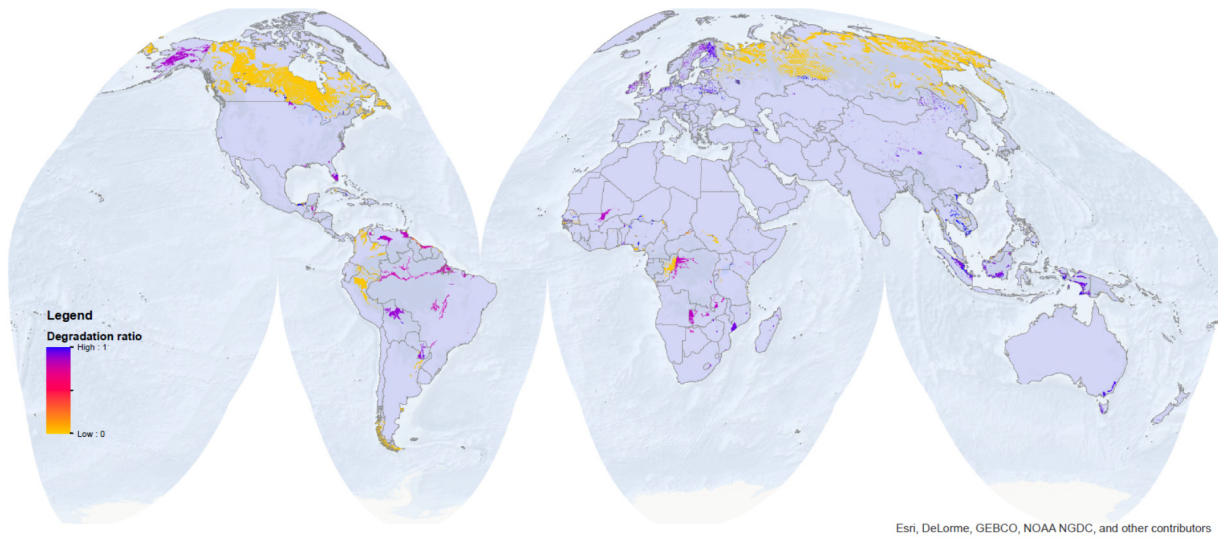 Legend
Degradation ratio
High : 1
Low : 0
Esri, DeLorme, GEBCO, NOAA NGDC, and other contributors